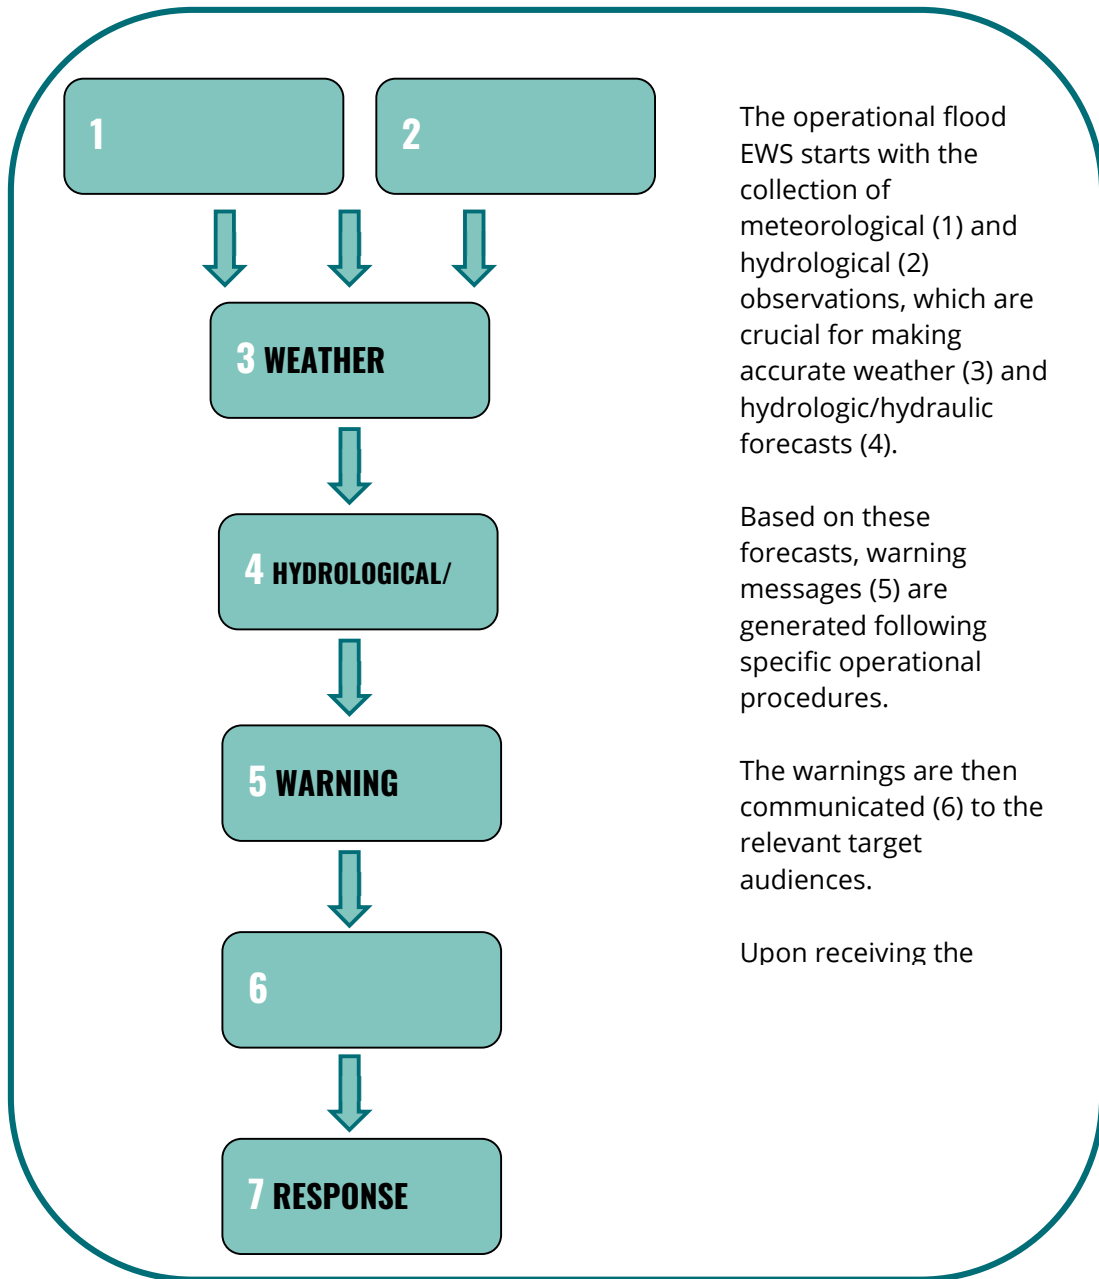 1
2
3 WEATHER
4 HYDROLOGICAL/
5 WARNING
6
7 RESPONSE
The operational flood
EWS starts with the
collection of
meteorological (1) and
hydrological (2)
observations, which are
crucial for making
accurate weather (3) and
hydrologic/hydraulic
forecasts (4).
Based on these
forecasts, warning
messages (5) are
generated following
specific operational
procedures.
The warnings are then
communicated (6) to the
relevant target
audiences.
Upon receiving the